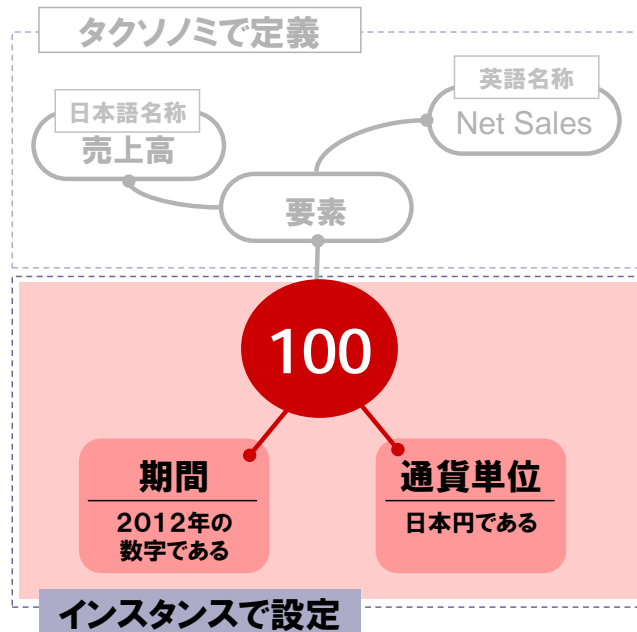 タクソノミで定義
英語名称
Net Sales
日本語名称
売上高
要素
100
期間
2012年の
数字である
通貨単位
日本円である
インスタンスで設定